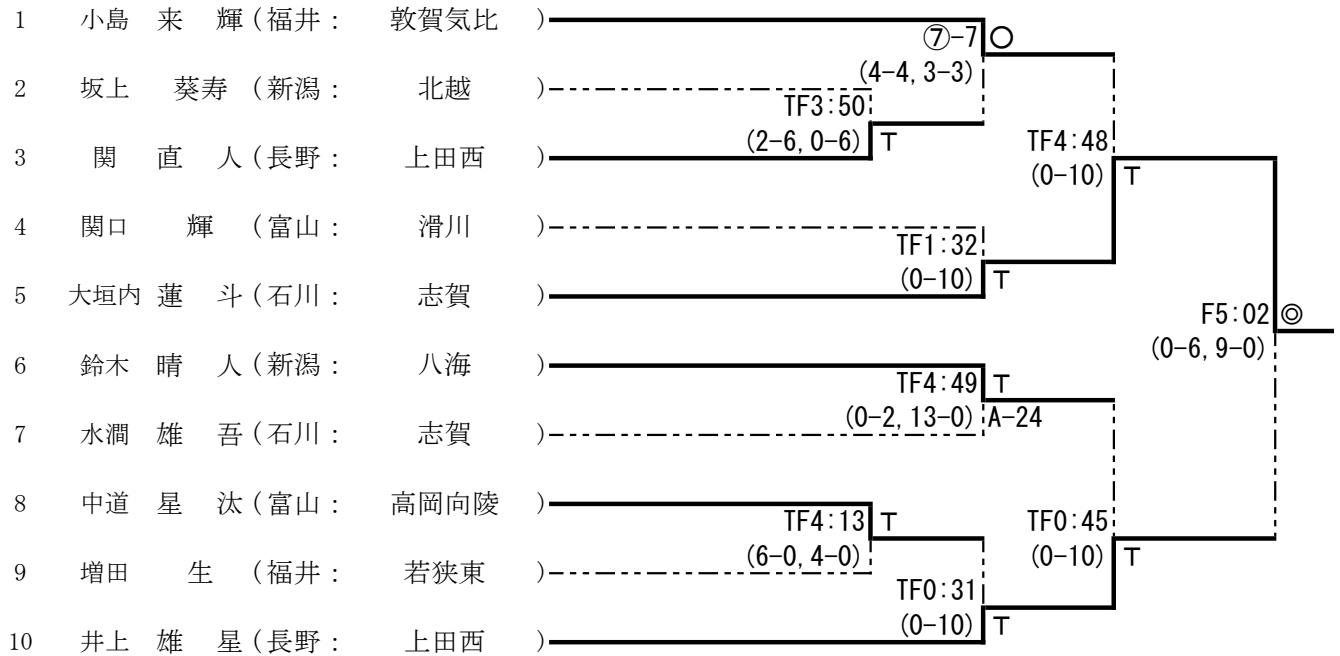 1 小島 来 輝(福井: 敦賀気比 )
⑦-7 ○
(4-4,3-3)
2 坂上 葵寿 (新潟: 北越 )
TF3:50
(2-6,0-6) T
3 関 直 人(長野: 上田西 )
TF4:48
(0-10) T
4 関口 輝 (富山: 滑川 )
TF1:32
(0-10) T
5 大垣内 蓮 斗(石川: 志賀 )
F5:02 ◎
(0-6,9-0)
6 鈴木 晴 人(新潟: 八海 )
TF4:49 T
(0-2,13-0) A-24
7 水澗 雄 吾(石川: 志賀 )
8 中道 星 汰(富山: 高岡向陵 )
TF4:13 T
(6-0,4-0)
TF0:45
(0-10) T
9 増田 生 (福井: 若狭東 )
TF0:31
(0-10) T
10 井上 雄 星(長野: 上田西 )